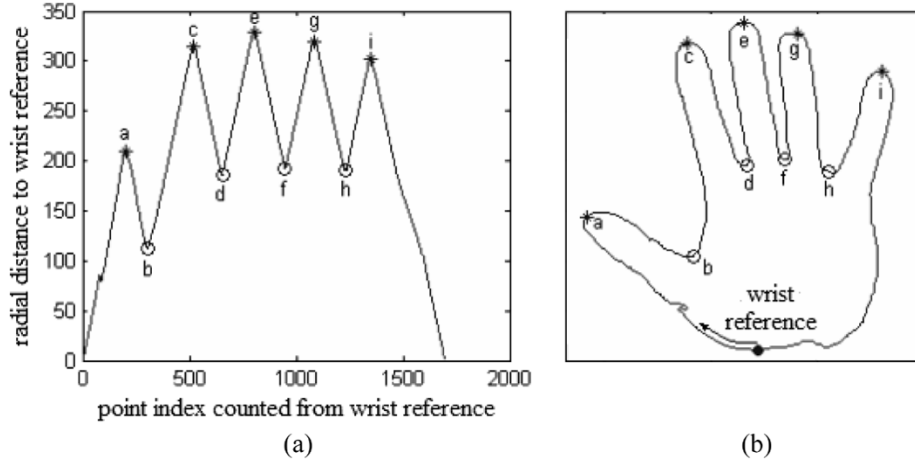 350
300
250
200
150
100
50
0
radial distance to wrist reference
a
b
c
d
e
f
g
h
i
0
500
1000
1500
2000
point index counted from wrist reference
(a)
a
b
c
d
e
f
g
h
i
wrist
reference
(b)